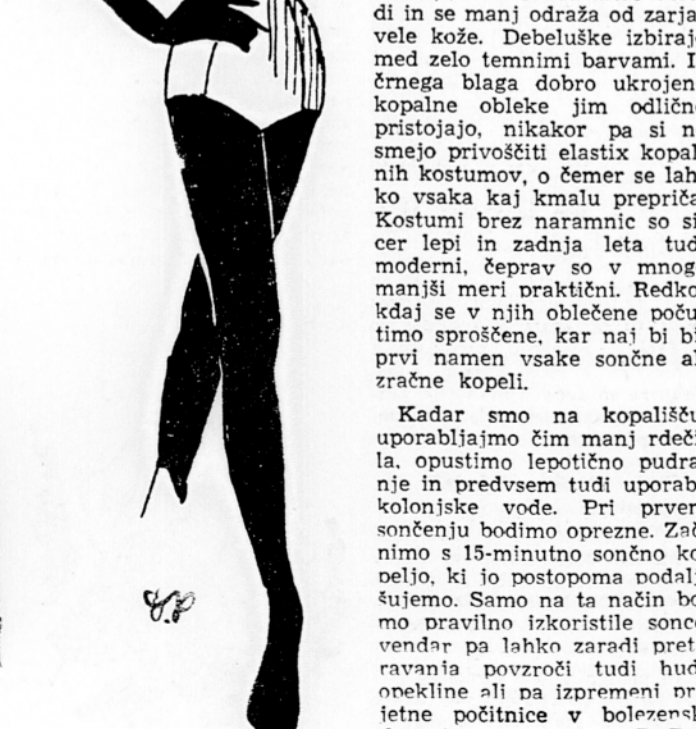 di in se manj odraža od zarja
vele kože. Debeluške izbiraj
med zelo temnimi barvami. I
črnega blaga dobro ukrojen
kopalne obleke jim odličn
pristojajo, nikakor pa si n
smejo privoščiti elastix kopal
nih kostumov, o čemer se lah
ko vsaka kaj kmalu prepriča
Kostumi brez naramnic so si
cer lepi in zadnja leta tud
moderni, čeprav so v mnog
manjši meri praktični. Redko
kdaj se v njih oblečene poču
timo sproščene, kar naj bi bi
prvi namen vsake sončne al
zračne kopeli.
Kadar smo na kopališču
uporabljajmo čim manj rdeči
la, opustimo lepotično pudra
nje in predvsem tudi uporab
kolonjske vode. Pri prvem
sončenju bodimo oprezne. Zač
nimo s 15-minutno sončno ko
peljo, ki jo postopoma podalj
šujemo. Samo na ta način bo
mo pravilno izkoristile sonce
vendar pa lahko zaradi pret
ravania povzroči tudi hud
opekline ali pa izpremeni pr
jetne počitnice v bolezensk